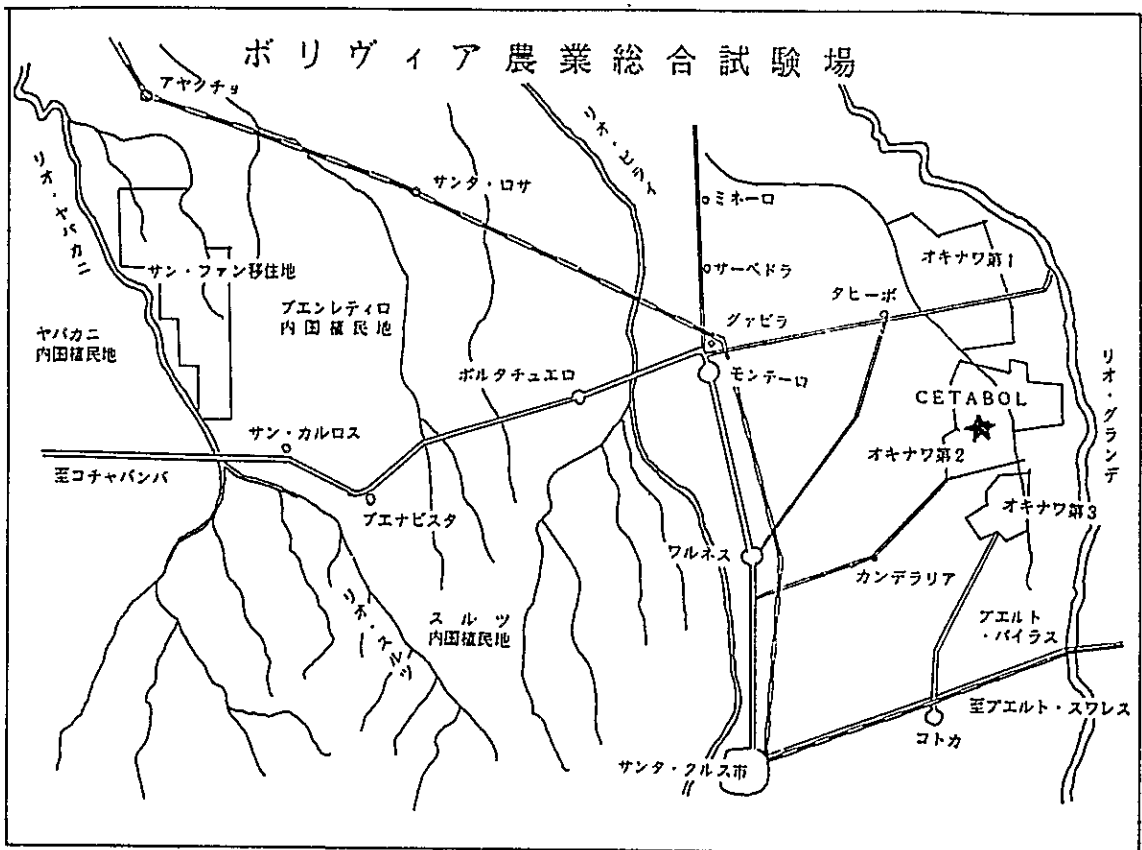 ボリヴィア農業総合試験場
アヤクチョ
リオ・ヤパカニ
サンタ・ロサ
リオ・ピライ
ミネーロ
サーベドラ
オキナワ第1
サン・ファン移住地
ブエンレティロ
内国植民地
タヒーボ
グァビラ
ヤパカニ
内国植民地
ポルタチュエロ
モンテーロ
リオ・グランデ
CETABOL
サン・カルロス
オキナワ第2
至コチャバンバ
ブエナビスタ
オキナワ第3
ワルネス
カンデラリア
リオ・スルツ
スルツ
内国植民地
プエルト
・パイラス
至プエルト・スワレス
コトカ
サンタ・クルス市